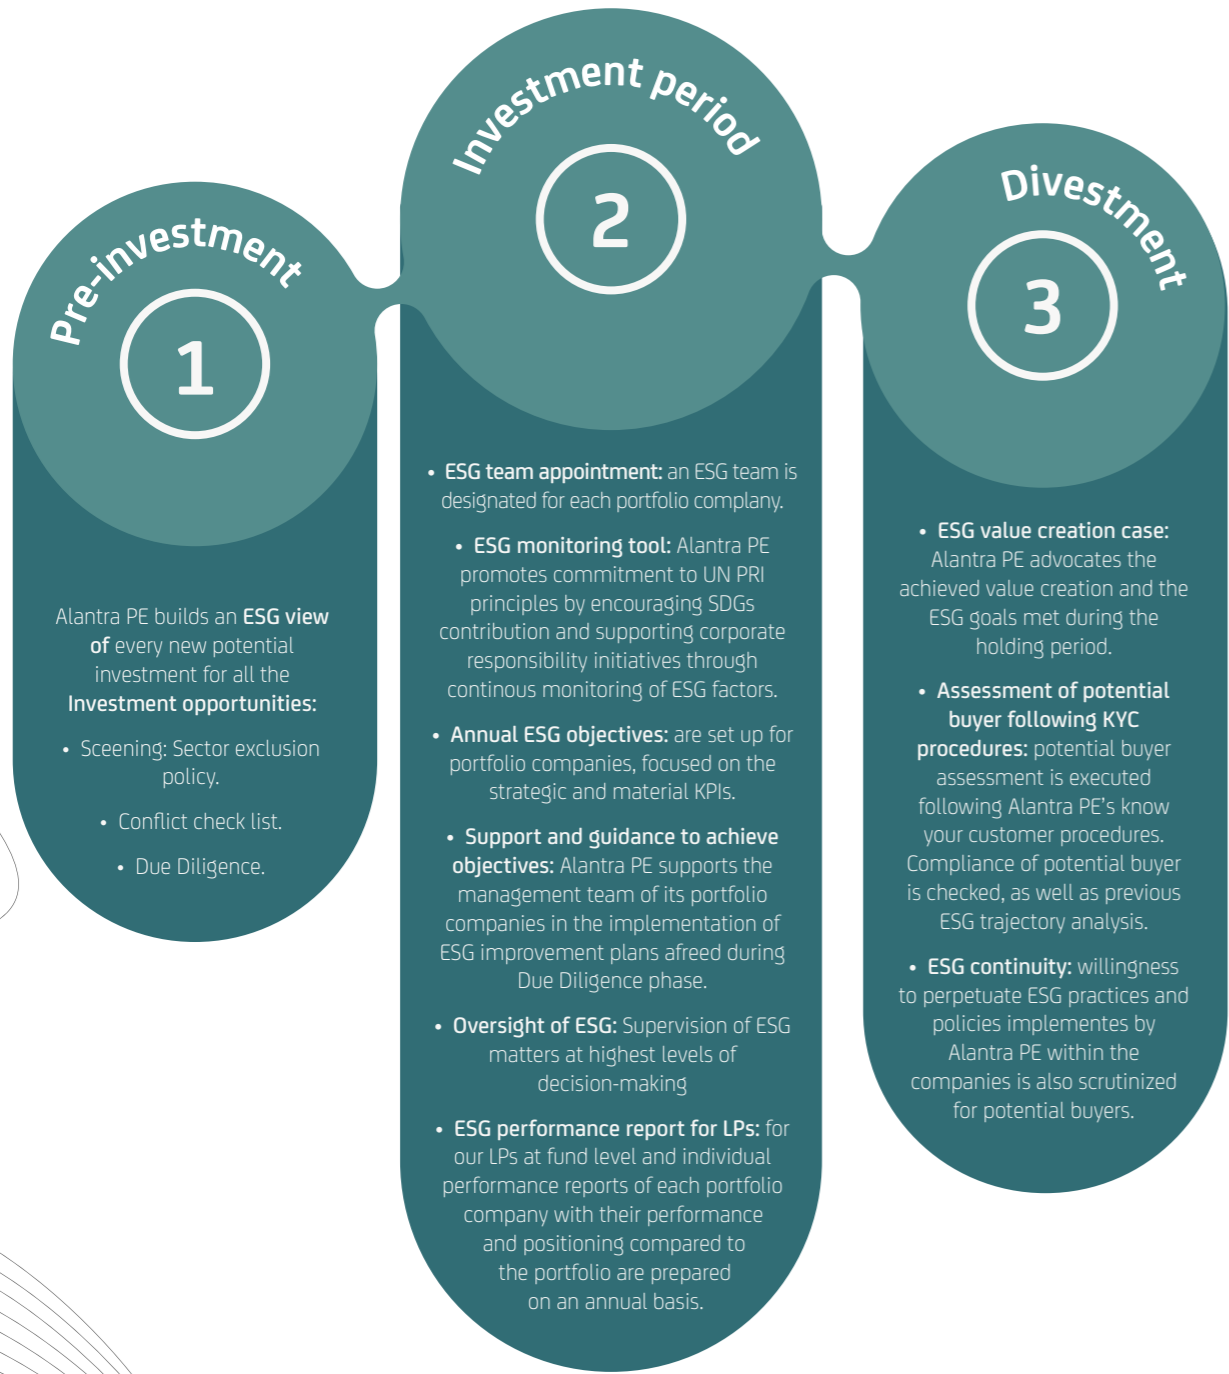 Pre-investment
1
Alantra PE builds an ESG view
of every new potential
investment for all the
Investment opportunities:
• Sceening: Sector exclusion
policy.
• Conflict check list.
• Due Diligence.
Investment period
2
• ESG team appointment: an ESG team is
designated for each portfolio complany.
• ESG monitoring tool: Alantra PE
promotes commitment to UN PRI
principles by encouraging SDGs
contribution and supporting corporate
responsibility initiatives through
continous monitoring of ESG factors.
• Annual ESG objectives: are set up for
portfolio companies, focused on the
strategic and material KPIs.
• Support and guidance to achieve
objectives: Alantra PE supports the
management team of its portfolio
companies in the implementation of
ESG improvement plans afreed during
Due Diligence phase.
• Oversight of ESG: Supervision of ESG
matters at highest levels of
decision-making
• ESG performance report for LPs: for
our LPs at fund level and individual
performance reports of each portfolio
company with their performance
and positioning compared to
the portfolio are prepared
on an annual basis.
Divestment
3
• ESG value creation case:
Alantra PE advocates the
achieved value creation and the
ESG goals met during the
holding period.
• Assessment of potential
buyer following KYC
procedures: potential buyer
assessment is executed
following Alantra PE's know
your customer procedures.
Compliance of potential buyer
is checked, as well as previous
ESG trajectory analysis.
• ESG continuity: willingness
to perpetuate ESG practices and
policies implementes by
Alantra PE within the
companies is also scrutinized
for potential buyers.